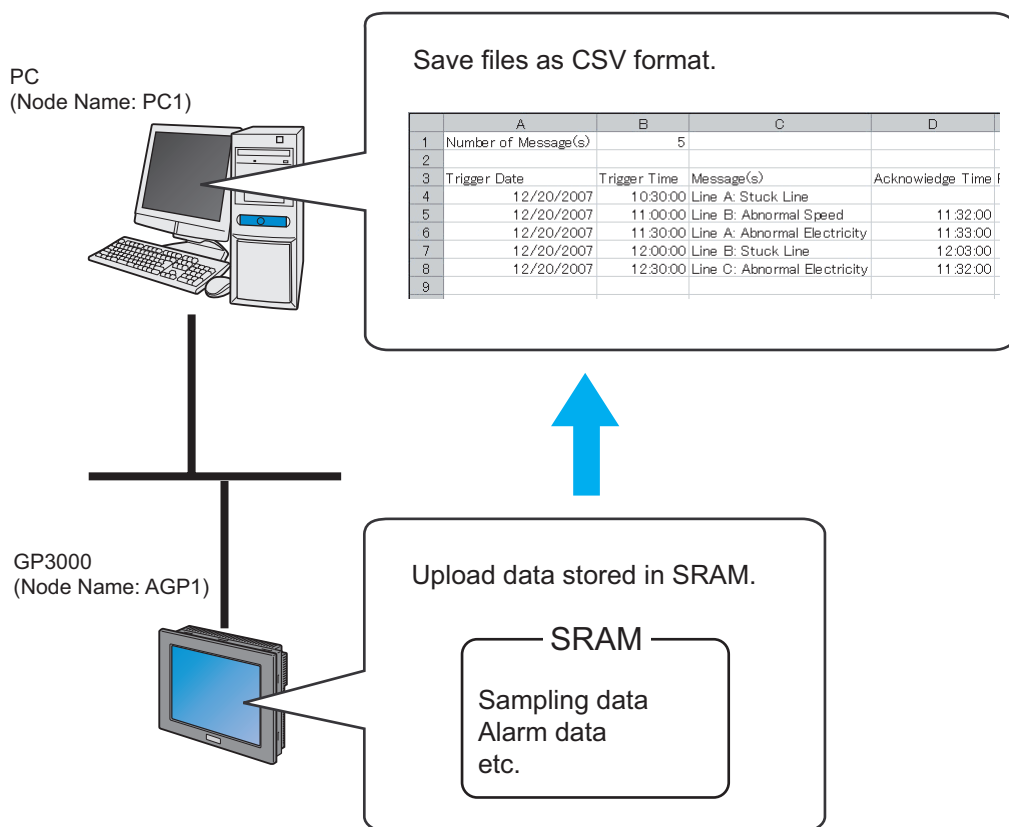 Save files as CSV format.
PC
(Node Name: PC1)
A B C D
1 Number of Message(s) 5
2
3 Trigger Date Trigger Time Message(s) Acknowiedge Time
4 12/20/2007 10:30:00 Line A: Stuck Line
5 12/20/2007 11:00:00 Line B: Abnormal Speed 11:32:00
6 12/20/2007 11:30:00 Line A: Abnormal Electricity 11:33:00
7 12/20/2007 12:00:00 Line B: Stuck Line 12:03:00
8 12/20/2007 12:30:00 Line C: Abnormal Electricity 11:32:00
9
GP3000
(Node Name: AGP1)
Upload data stored in SRAM.
SRAM
Sampling data
Alarm data
etc.